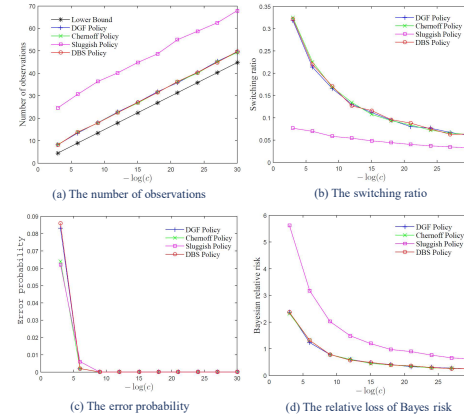 70
60
50
40
30
20
10
0
Number of observations
Lower Bound
DGF Policy
Chernoff Policy
Sluggish Policy
DBS Policy
0 5 10 15 20 25 30
− log(c)
(a) The number of observations
0.35
0.3
0.25
0.2
0.15
0.1
0.05
0
Switching ratio
DGF Policy
Chernoff Policy
Sluggish Policy
DBS Policy
0 5 10 15 20 25
− log(c)
(b) The switching ratio
0.09
0.08
0.07
0.06
0.05
0.04
0.03
0.02
0.01
0
Error probability
DGF Policy
Chernoff Policy
Sluggish Policy
DBS Policy
0 5 10 15 20 25 30
− log(c)
(c) The error probability
6
5
4
3
2
1
0
Bayesian relative risk
DGF Policy
Chernoff Policy
Sluggish Policy
DBS Policy
0 5 10 15 20 25
− log(c)
(d) The relative loss of Bayes risk